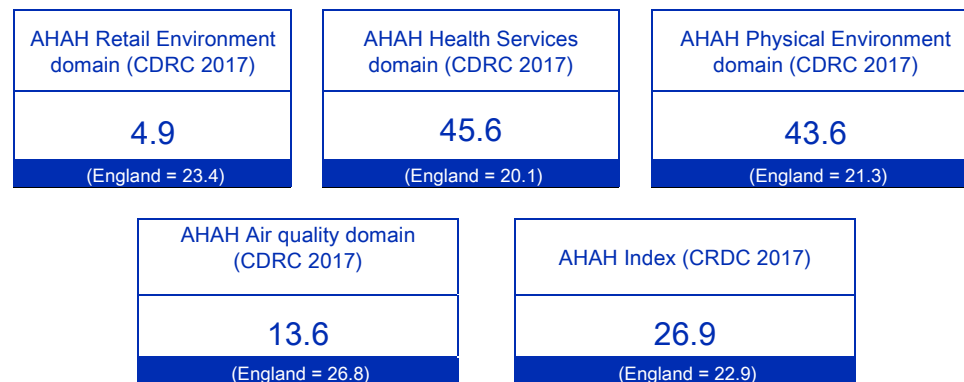 AHAH Retail Environment
domain (CDRC 2017)
4.9
(England = 23.4)
AHAH Health Services
domain (CDRC 2017)
45.6
(England = 20.1)
AHAH Physical Environment
domain (CDRC 2017)
43.6
(England = 21.3)
AHAH Air quality domain
(CDRC 2017)
13.6
(England = 26.8)
AHAH Index (CRDC 2017)
26.9
(England = 22.9)